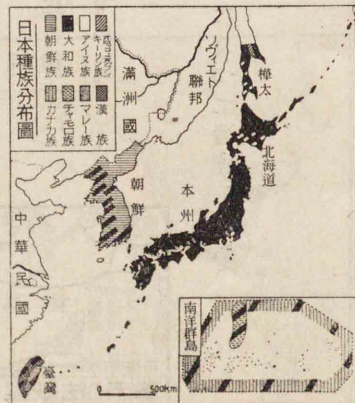 日本種族分布圖
朝鮮族
大和族
アイヌ族
キーリン族
カナカ族
チャモロ族
マレー族
漢族
滿洲國
ソヴィエト
聯邦
樺太
北海道
本州
朝鮮
中華民國
臺灣
南洋群島
0 500km